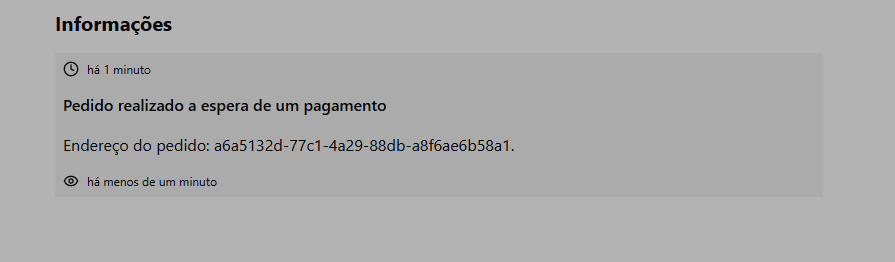 Informações
há 1 minuto
Pedido realizado a espera de um pagamento
Endereço do pedido: a6a5132d-77c1-4a29-88db-a8f6ae6b58a1.
há menos de um minuto